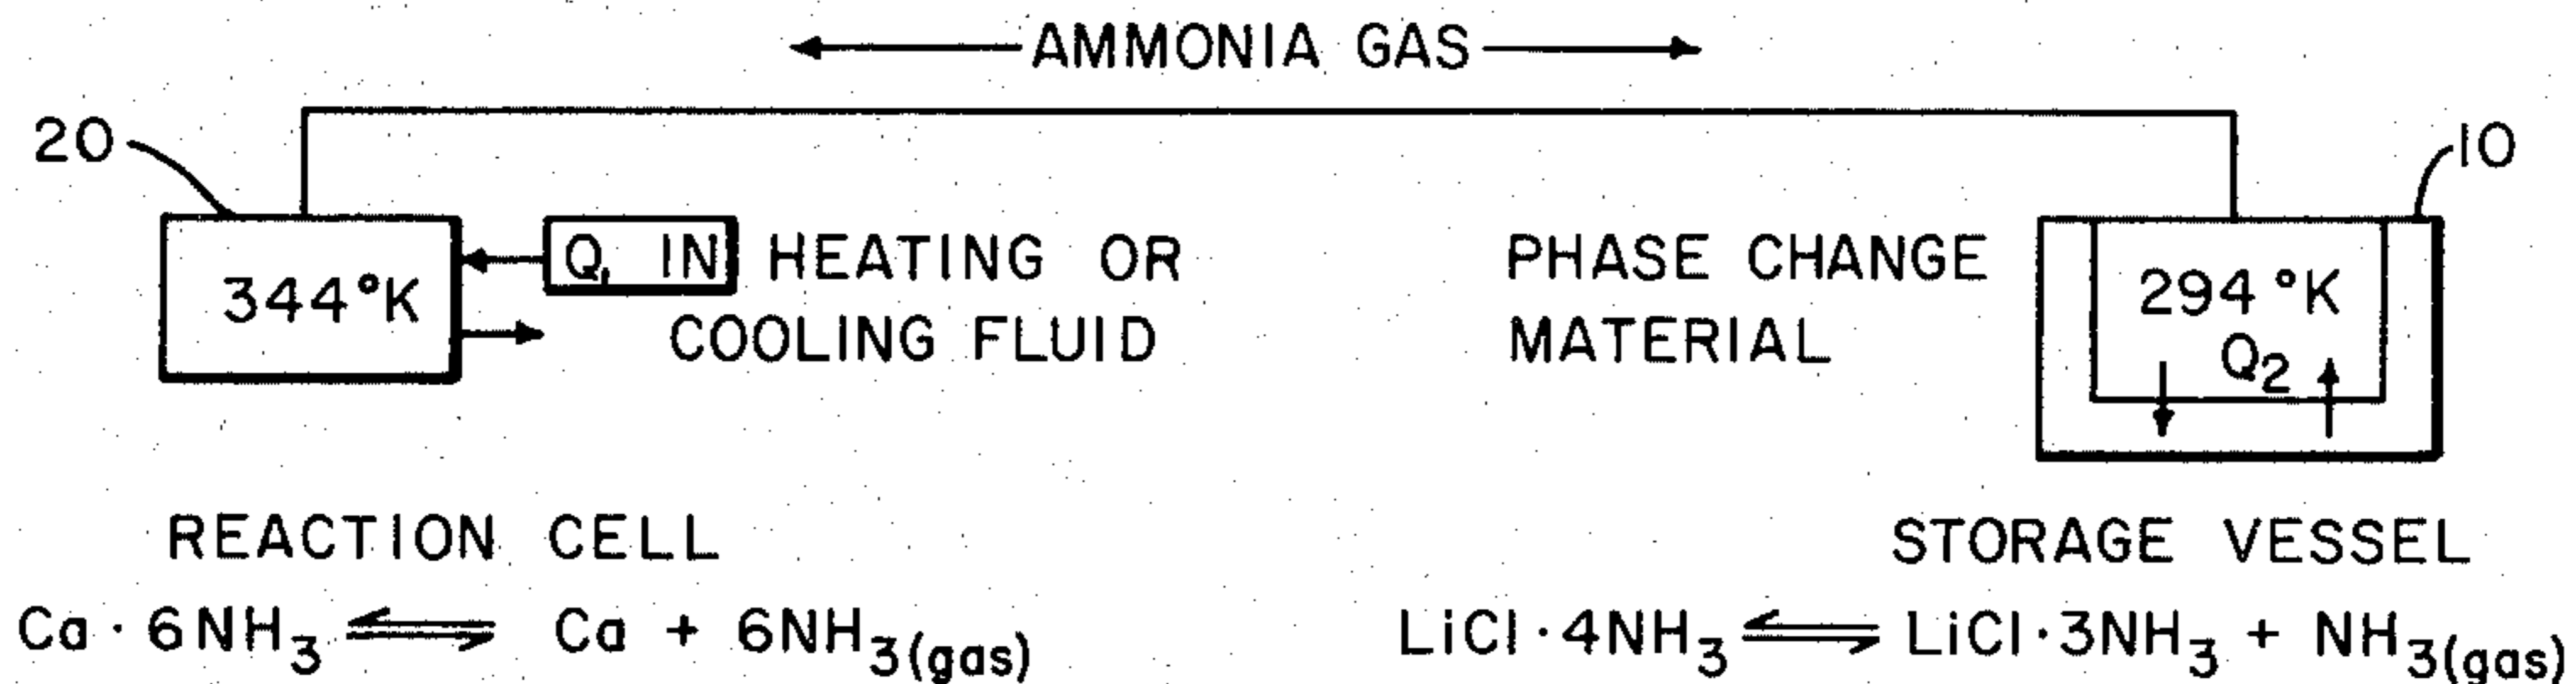 AMMONIA GAS
20
10
344°K
Q₁ IN HEATING OR
COOLING FLUID
PHASE CHANGE
MATERIAL
294°K
Q₂
REACTION CELL
STORAGE VESSEL
Ca · 6NH₃ ⇌ Ca + 6NH₃(gas)
LiCl · 4NH₃ ⇌ LiCl · 3NH₃ + NH₃(gas)